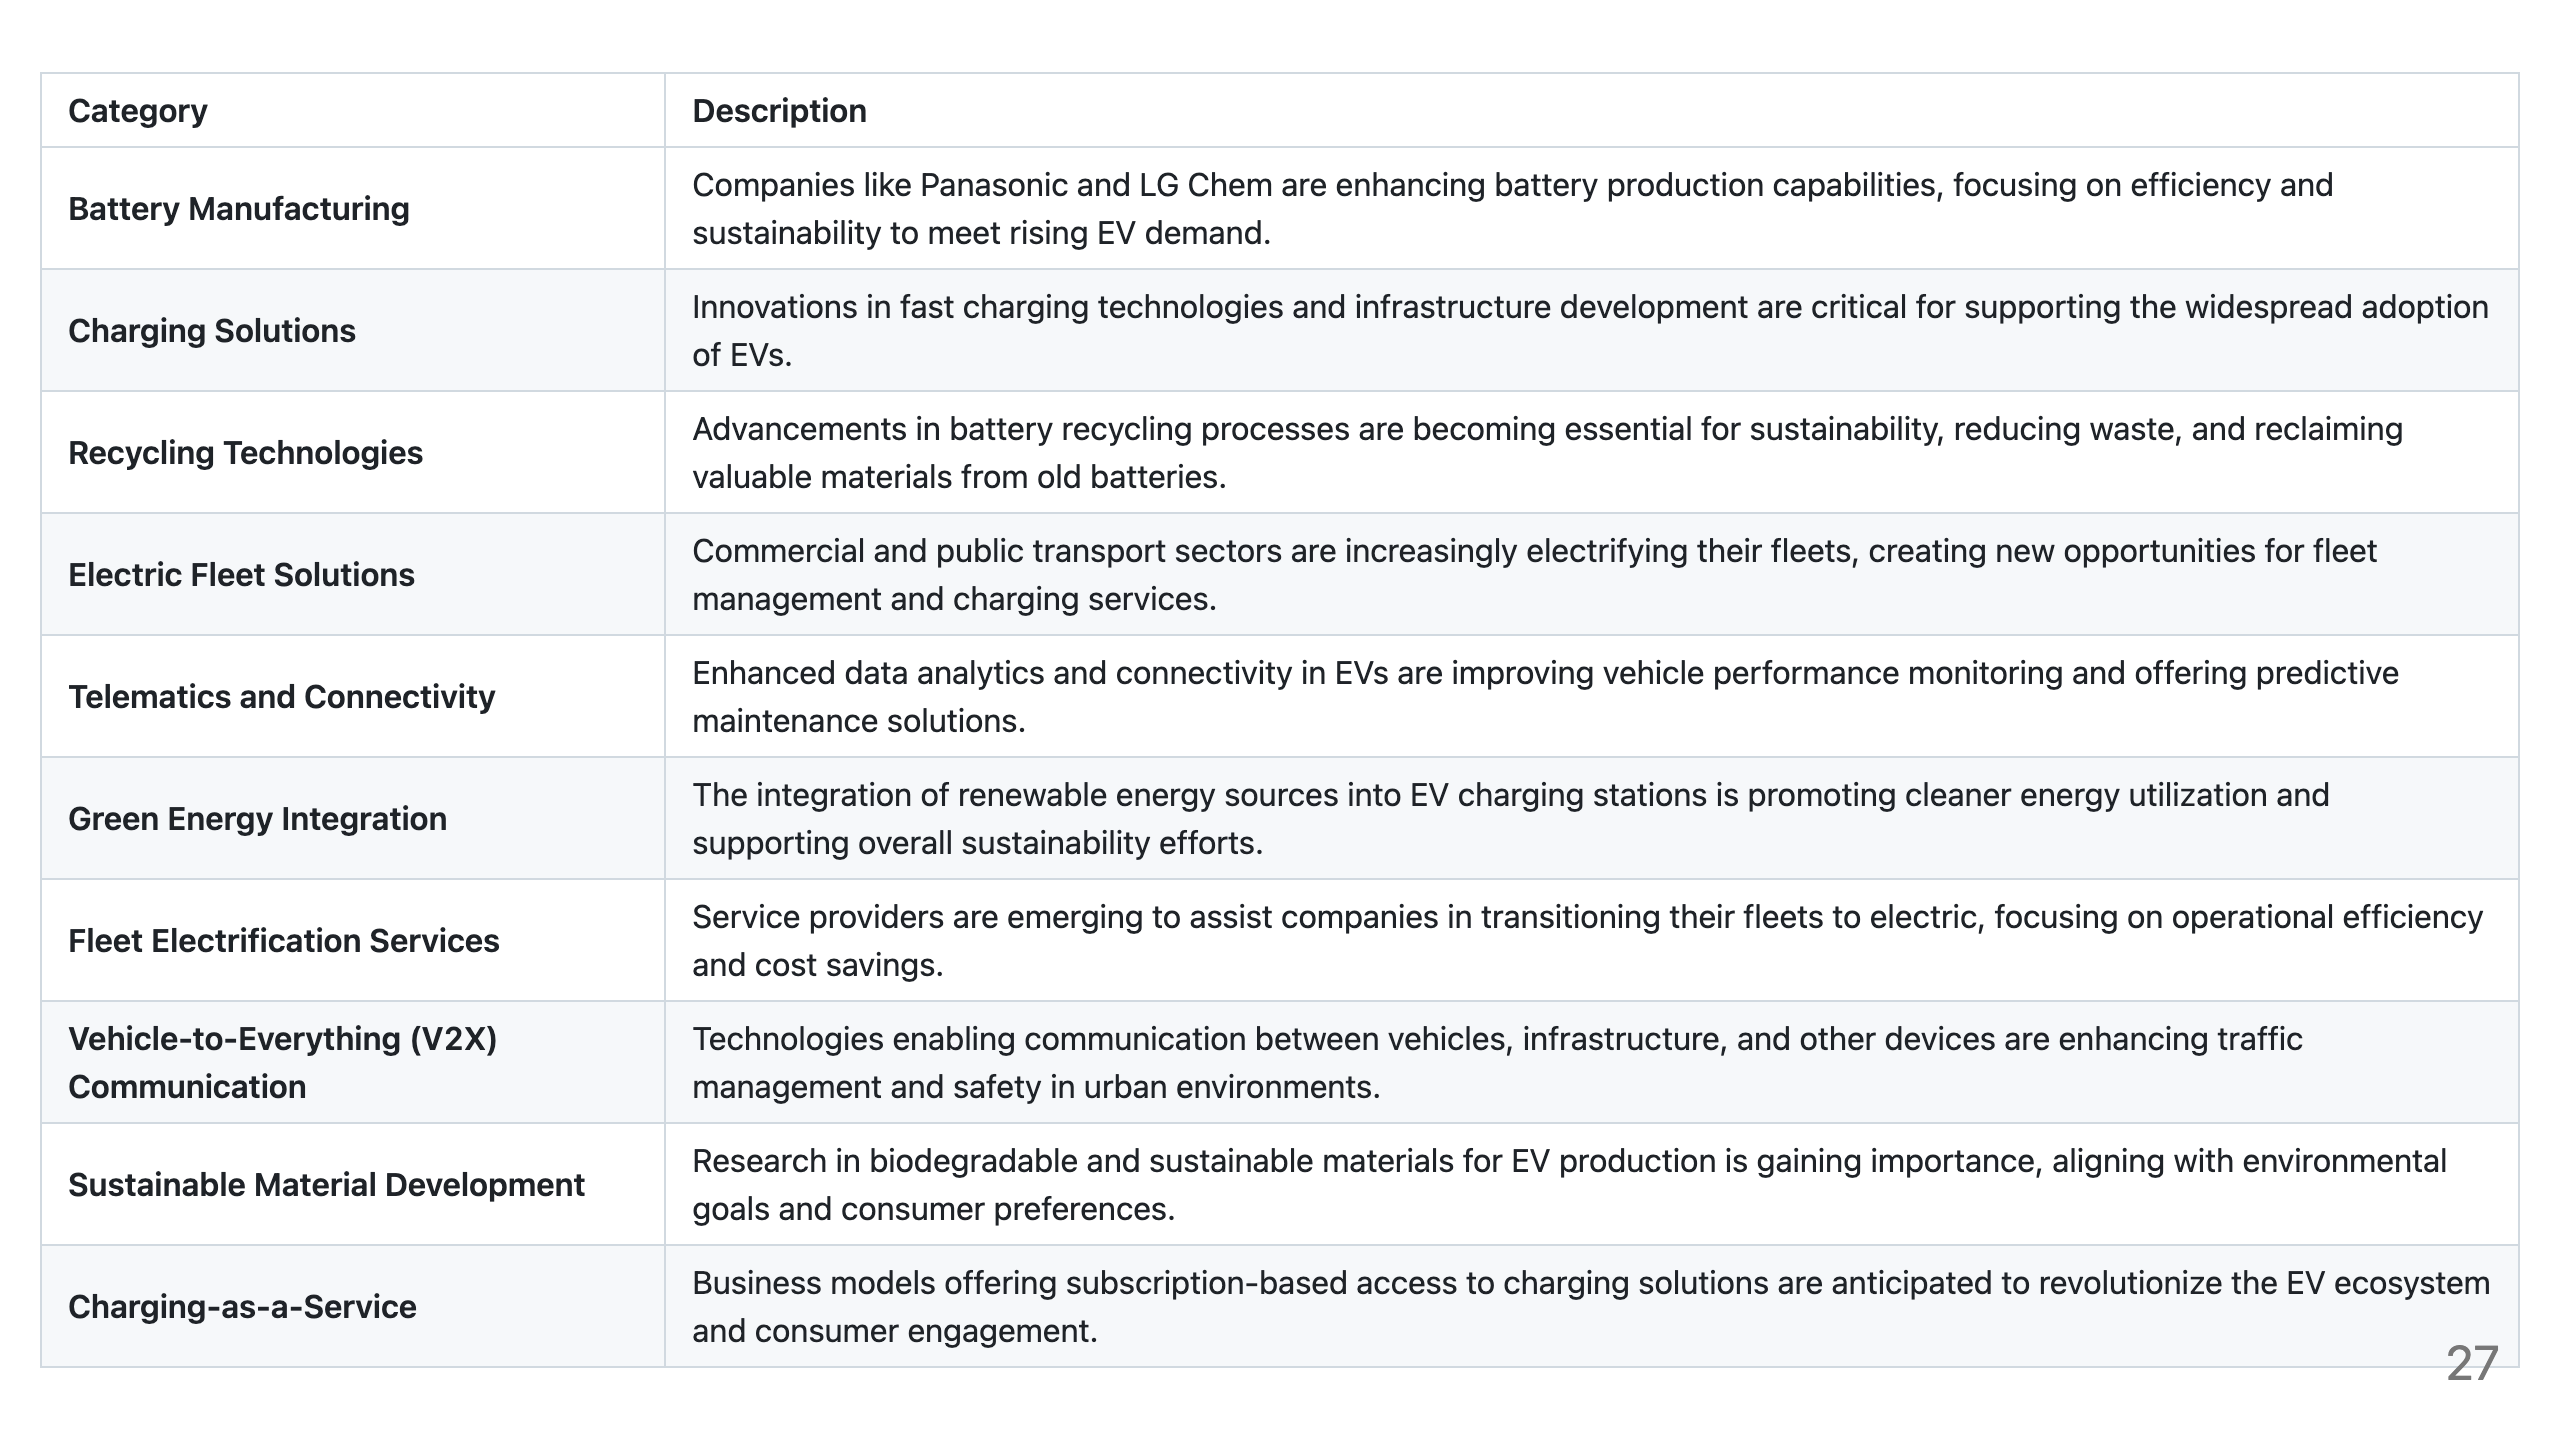 Category
Description
Battery Manufacturing
Companies like Panasonic and LG Chem are enhancing battery production capabilities, focusing on efficiency and
sustainability to meet rising EV demand.
Charging Solutions
Innovations in fast charging technologies and infrastructure development are critical for supporting the widespread adoption
of EVs.
Recycling Technologies
Advancements in battery recycling processes are becoming essential for sustainability, reducing waste, and reclaiming
valuable materials from old batteries.
Electric Fleet Solutions
Commercial and public transport sectors are increasingly electrifying their fleets, creating new opportunities for fleet
management and charging services.
Telematics and Connectivity
Enhanced data analytics and connectivity in EVs are improving vehicle performance monitoring and offering predictive
maintenance solutions.
Green Energy Integration
The integration of renewable energy sources into EV charging stations is promoting cleaner energy utilization and
supporting overall sustainability efforts.
Fleet Electrification Services
Service providers are emerging to assist companies in transitioning their fleets to electric, focusing on operational efficiency
and cost savings.
Vehicle-to-Everything (V2X)
Communication
Technologies enabling communication between vehicles, infrastructure, and other devices are enhancing traffic
management and safety in urban environments.
Sustainable Material Development
Research in biodegradable and sustainable materials for EV production is gaining importance, aligning with environmental
goals and consumer preferences.
Charging-as-a-Service
Business models offering subscription-based access to charging solutions are anticipated to revolutionize the EV ecosystem
and consumer engagement.
27